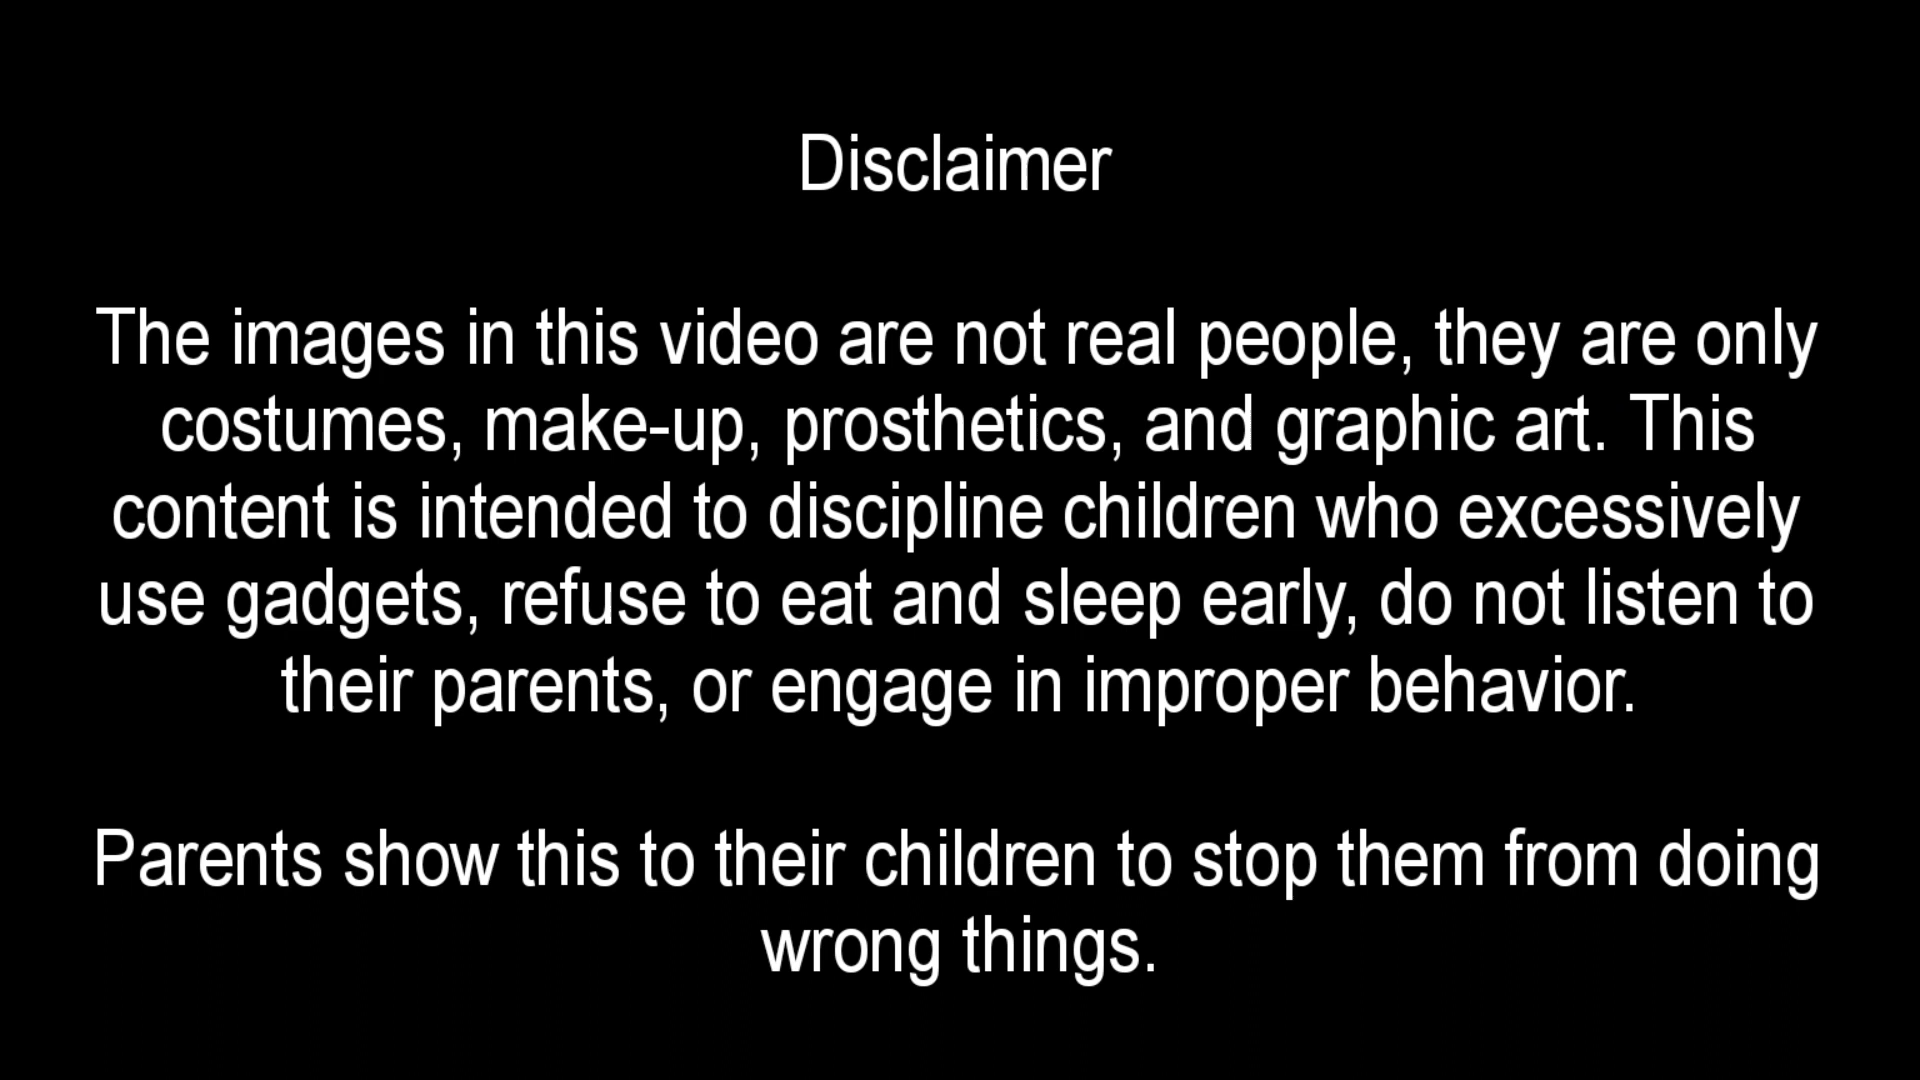 Disclaimer
The images in this video are not real people, they are only
costumes, make-up, prosthetics, and graphic art. This
content is intended to discipline children who excessively
use gadgets, refuse to eat and sleep early, do not listen to
their parents, or engage in improper behavior.
Parents show this to their children to stop them from doing
wrong things.